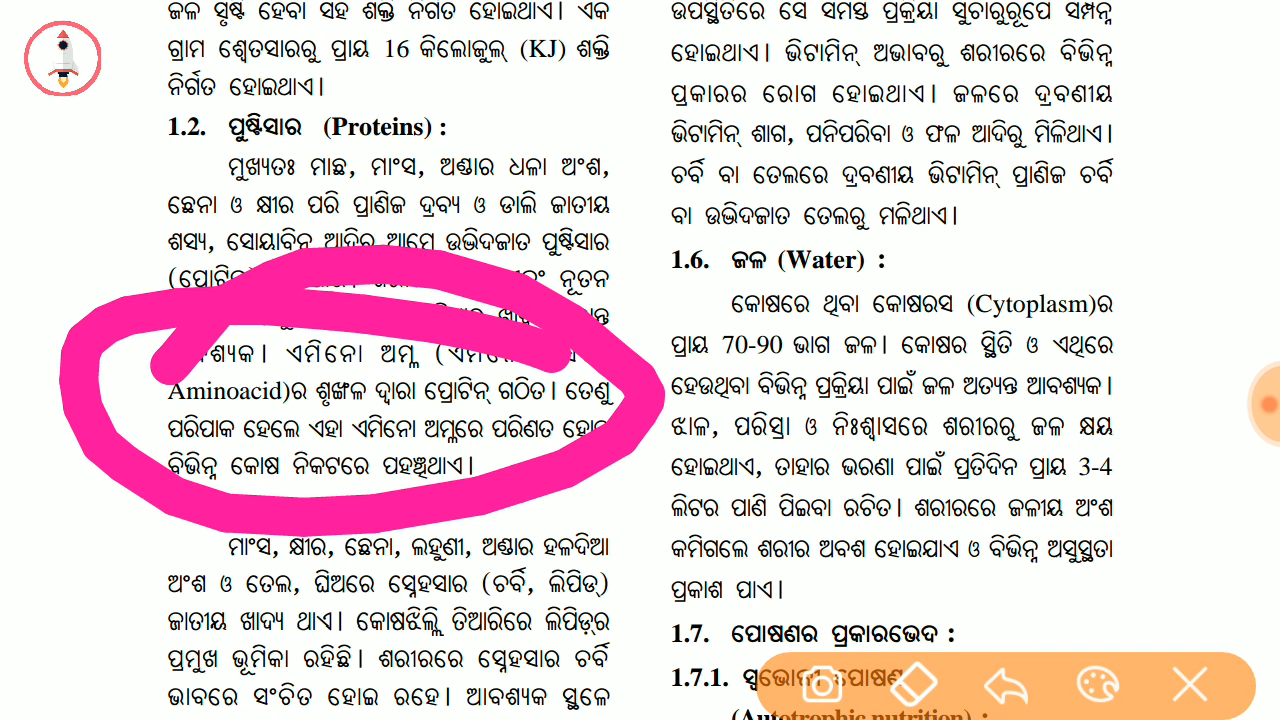 ଜଳ ସୃଷ୍ଟି ହେବା ସହ ଶକ୍ତି ନିର୍ଗତ ହୋଇଥାଏ। ଏକ
ଗ୍ରାମ ଶ୍ୱେତସାରରୁ ପ୍ରାୟ 16 କିଲୋଜୁଲ୍ (KJ) ଶକ୍ତି
ନିର୍ଗତ ହୋଇଥାଏ।
1.2. ପୁଷ୍ଟିସାର (Proteins) :
ମୁଖ୍ୟତଃ ମାଛ, ମାଂସ, ଅଣ୍ଡାର ଧଳା ଅଂଶ,
ଛେନା ଓ କ୍ଷୀର ପରି ପ୍ରାଣିଜ ଦ୍ରବ୍ୟ ଓ ଡାଲି ଜାତୀୟ
ଶସ୍ୟ, ସୋୟାବିନ୍ ଆଦିରୁ ଆମେ ଉଦ୍ଭିଦଜାତ ପୁଷ୍ଟିସାର
ନୂତନ
ଏମିନୋ ଅମ୍ଳ
Aminoacid)ର ଶୃଙ୍ଖଳ ଦ୍ୱାରା ପ୍ରୋଟିନ୍ ଗଠିତ। ତେଣୁ
ପରିପାକ ହେଲେ ଏହା ଏମିନୋ ଅମ୍ଳରେ ପରିଣତ ହୋଇ
ବିଭିନ୍ନ କୋଷ ନିକଟରେ ପହଞ୍ଚିଥାଏ।
ମାଂସ, କ୍ଷୀର, ଛେନା, ଲହୁଣୀ, ଅଣ୍ଡାର ହଳଦିଆ
ଅଂଶ ଓ ତେଲ, ଘିଅରେ ସ୍ନେହସାର (ଚର୍ବି, ଲିପିଡ୍)
ଜାତୀୟ ଖାଦ୍ୟ ଥାଏ। କୋଷଝିଲ୍ଲି ତିଆରିରେ ଲିପିଡ୍‌ର
ପ୍ରମୁଖ ଭୂମିକା ରହିଛି। ଶରୀରରେ ସ୍ନେହସାର ଚର୍ବି
ଭାବରେ ସଂଚିତ ହୋଇ ରହେ। ଆବଶ୍ୟକ ସ୍ଥଳେ
ଉପସ୍ଥିତିରେ ସେ ସମସ୍ତ ପ୍ରକ୍ରିୟା ସୁଚାରୁରୂପେ ସମ୍ପନ୍ନ
ହୋଇଥାଏ। ଭିଟାମିନ୍ ଅଭାବରୁ ଶରୀରରେ ବିଭିନ୍ନ
ପ୍ରକାରର ରୋଗ ହୋଇଥାଏ। ଜଳରେ ଦ୍ରବଣୀୟ
ଭିଟାମିନ୍ ଶାଗ, ପନିପରିବା ଓ ଫଳ ଆଦିରୁ ମିଳିଥାଏ।
ଚର୍ବି ବା ତେଲରେ ଦ୍ରବଣୀୟ ଭିଟାମିନ୍ ପ୍ରାଣିଜ ଚର୍ବି
ବା ଉଦ୍ଭିଦଜାତ ତେଲରୁ ମଳିଥାଏ।
1.6. ଜଳ (Water) :
କୋଷରେ ଥିବା କୋଷରସ (Cytoplasm)ର
ପ୍ରାୟ 70-90 ଭାଗ ଜଳ। କୋଷର ସ୍ଥିତି ଓ ଏଥିରେ
ହେଉଥିବା ବିଭିନ୍ନ ପ୍ରକ୍ରିୟା ପାଇଁ ଜଳ ଅତ୍ୟନ୍ତ ଆବଶ୍ୟକ।
ଝାଳ, ପରିସ୍ରା ଓ ନିଃଶ୍ୱାସରେ ଶରୀରରୁ ଜଳ କ୍ଷୟ
ହୋଇଥାଏ, ତାହାର ଭରଣା ପାଇଁ ପ୍ରତିଦିନ ପ୍ରାୟ 3-4
ଲିଟର ପାଣି ପିଇବା ରଚିତ। ଶରୀରରେ ଜଳୀୟ ଅଂଶ
କମିଗଲେ ଶରୀର ଅବଶ ହୋଇଯାଏ ଓ ବିଭିନ୍ନ ଅସୁସ୍ଥତା
ପ୍ରକାଶ ପାଏ।
1.7. ପୋଷଣର ପ୍ରକାରଭେଦ :
1.7.1. ସ୍ୱଭୋଜୀ ପୋଷଣ
(Autotrophic nutrition) :